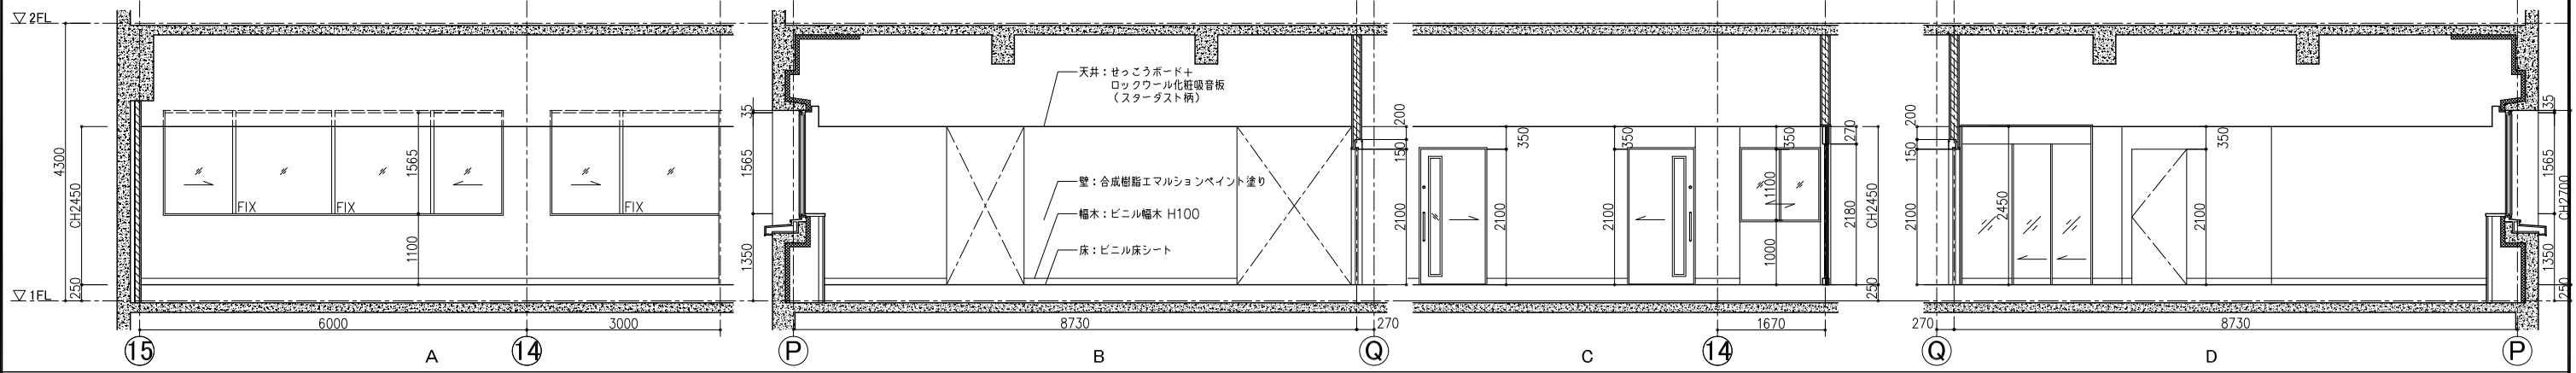 ▽2FL
▽1FL
4300
CH2450
250
FIX
FIX
FIX
1565
1100
6000
3000
15
A
14
35
1565
1350
天井：せっこうボード＋
ロックウール化粧吸音板
（スターダスト柄）
壁：合成樹脂エマルションペイント塗り
幅木：ビニル幅木 H100
床：ビニル床シート
8730
270
P
B
Q
200
150
2100
350
2100
350
2100
350
1100
1000
270
2180
CH2450
250
1670
C
14
200
150
2100
2450
350
2100
35
1565
1350
CH2700
250
270
8730
Q
D
P